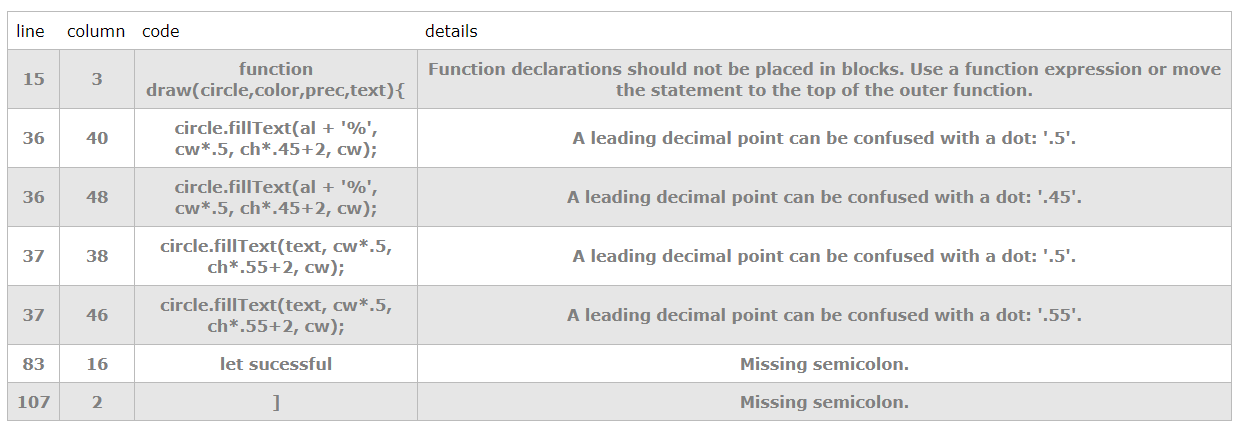 line column code details
15 3 function draw(circle,color,prec,text){ Function declarations should not be placed in blocks. Use a function expression or move the statement to the top of the outer function.
36 40 circle.fillText(al + '%', cw*.5, ch*.45+2, cw); A leading decimal point can be confused with a dot: '.5'.
36 48 circle.fillText(al + '%', cw*.5, ch*.45+2, cw); A leading decimal point can be confused with a dot: '.45'.
37 38 circle.fillText(text, cw*.5, ch*.55+2, cw); A leading decimal point can be confused with a dot: '.5'.
37 46 circle.fillText(text, cw*.5, ch*.55+2, cw); A leading decimal point can be confused with a dot: '.55'.
83 16 let sucessful Missing semicolon.
107 2 ] Missing semicolon.